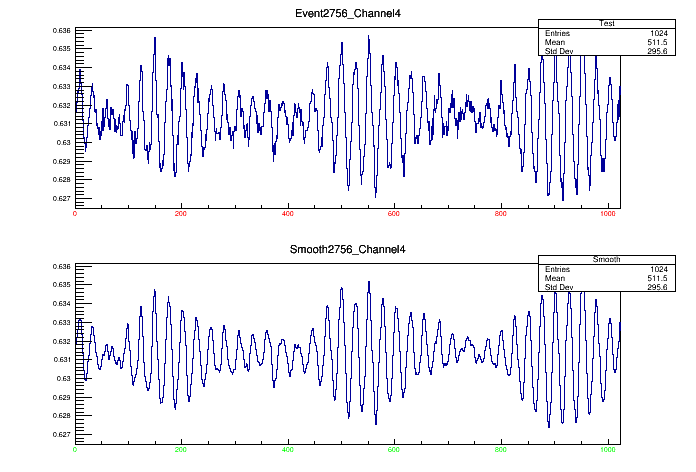 Event2756_Channel4
Test
Entries 1024
Mean 511.5
Std Dev 295.6
0.636
0.635
0.634
0.633
0.632
0.631
0.63
0.629
0.628
0.627
0 200 400 600 800 1000
Smooth2756_Channel4
Smooth
Entries 1024
Mean 511.5
Std Dev 295.6
0.636
0.635
0.634
0.633
0.632
0.631
0.63
0.629
0.628
0.627
0 200 400 600 800 1000